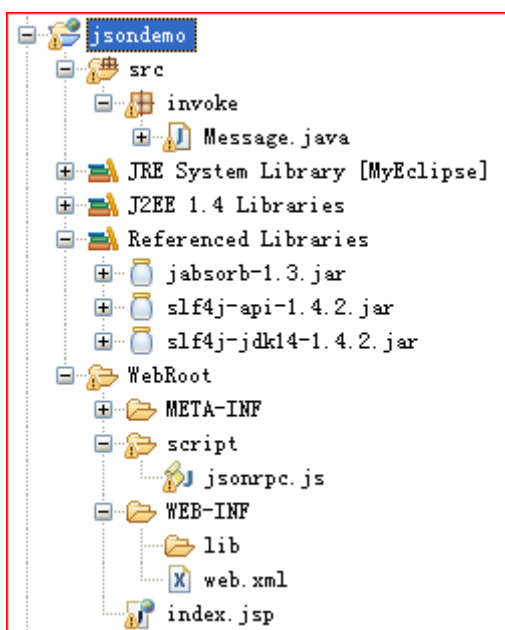 jsondemo
src
invoke
Message.java
JRE System Library [MyEclipse]
J2EE 1.4 Libraries
Referenced Libraries
jabsorb-1.3.jar
slf4j-api-1.4.2.jar
slf4j-jdk14-1.4.2.jar
WebRoot
META-INF
script
jsonrpc.js
WEB-INF
lib
web.xml
index.jsp